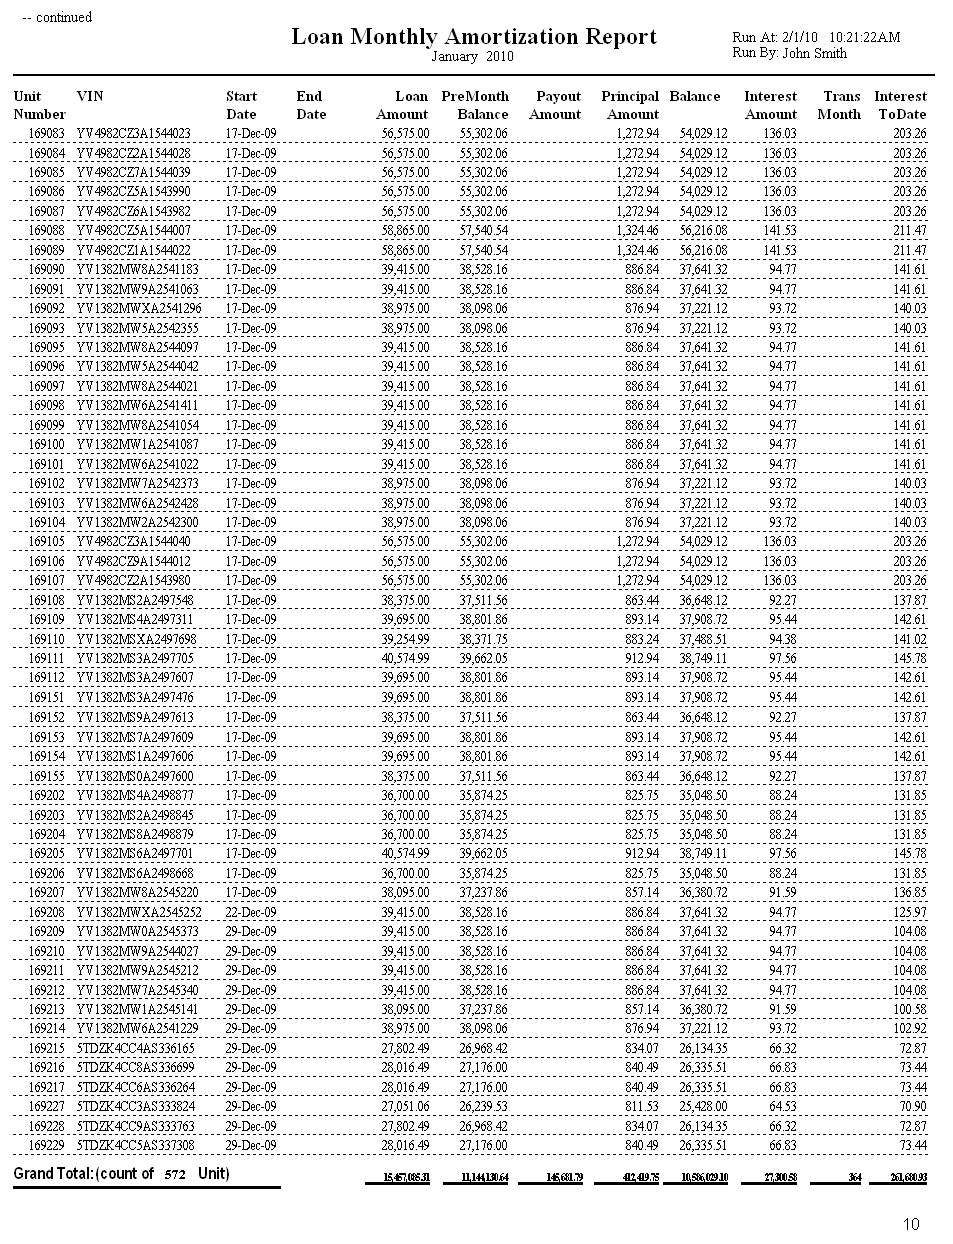 -- continued
Loan Monthly Amortization Report
January 2010
Run At: 2/1/10 10:21:22AM
Run By: John Smith
Unit VIN Start End Loan PreMonth Payout Principal Balance Interest Trans Interest
Number Date Date Amount Balance Amount Amount Amount Month ToDate
169083 YV4982CZ3A1544023 17-Dec-09 56,575.00 55,302.06 1,272.94 54,029.12 136.03 203.26
169084 YV4982CZ2A1544028 17-Dec-09 56,575.00 55,302.06 1,272.94 54,029.12 136.03 203.26
169085 YV4982CZ7A1544039 17-Dec-09 56,575.00 55,302.06 1,272.94 54,029.12 136.03 203.26
169086 YV4982CZ5A1543990 17-Dec-09 56,575.00 55,302.06 1,272.94 54,029.12 136.03 203.26
169087 YV4982CZ6A1543982 17-Dec-09 56,575.00 55,302.06 1,272.94 54,029.12 136.03 203.26
169088 YV4982CZ5A1544007 17-Dec-09 58,865.00 57,540.54 1,324.46 56,216.08 141.53 211.47
169089 YV4982CZ1A1544022 17-Dec-09 58,865.00 57,540.54 1,324.46 56,216.08 141.53 211.47
169090 YV1382MW8A2541183 17-Dec-09 39,415.00 38,528.16 886.84 37,641.32 94.77 141.61
169091 YV1382MW9A2541063 17-Dec-09 39,415.00 38,528.16 886.84 37,641.32 94.77 141.61
169092 YV1382MWXA2541296 17-Dec-09 38,975.00 38,098.06 876.94 37,221.12 93.72 140.03
169093 YV1382MW5A2542355 17-Dec-09 38,975.00 38,098.06 876.94 37,221.12 93.72 140.03
169095 YV1382MW8A2544097 17-Dec-09 39,415.00 38,528.16 886.84 37,641.32 94.77 141.61
169096 YV1382MW5A2544042 17-Dec-09 39,415.00 38,528.16 886.84 37,641.32 94.77 141.61
169097 YV1382MW8A2544021 17-Dec-09 39,415.00 38,528.16 886.84 37,641.32 94.77 141.61
169098 YV1382MW6A2541411 17-Dec-09 39,415.00 38,528.16 886.84 37,641.32 94.77 141.61
169099 YV1382MW8A2541054 17-Dec-09 39,415.00 38,528.16 886.84 37,641.32 94.77 141.61
169100 YV1382MW1A2541087 17-Dec-09 39,415.00 38,528.16 886.84 37,641.32 94.77 141.61
169101 YV1382MW6A2541022 17-Dec-09 39,415.00 38,528.16 886.84 37,641.32 94.77 141.61
169102 YV1382MW7A2542373 17-Dec-09 38,975.00 38,098.06 876.94 37,221.12 93.72 140.03
169103 YV1382MW6A2542428 17-Dec-09 38,975.00 38,098.06 876.94 37,221.12 93.72 140.03
169104 YV1382MW2A2542300 17-Dec-09 38,975.00 38,098.06 876.94 37,221.12 93.72 140.03
169105 YV4982CZ3A1544040 17-Dec-09 56,575.00 55,302.06 1,272.94 54,029.12 136.03 203.26
169106 YV4982CZ9A1544012 17-Dec-09 56,575.00 55,302.06 1,272.94 54,029.12 136.03 203.26
169107 YV4982CZ2A1543980 17-Dec-09 56,575.00 55,302.06 1,272.94 54,029.12 136.03 203.26
169108 YV1382MS2A2497548 17-Dec-09 38,375.00 37,511.56 863.44 36,648.12 92.27 137.87
169109 YV1382MS4A2497311 17-Dec-09 39,695.00 38,801.86 893.14 37,908.72 95.44 142.61
169110 YV1382MSXA2497698 17-Dec-09 39,254.99 38,371.75 883.24 37,488.51 94.38 141.02
169111 YV1382MS3A2497705 17-Dec-09 40,574.99 39,662.05 912.94 38,749.11 97.56 145.78
169112 YV1382MS3A2497607 17-Dec-09 39,695.00 38,801.86 893.14 37,908.72 95.44 142.61
169151 YV1382MS3A2497476 17-Dec-09 39,695.00 38,801.86 893.14 37,908.72 95.44 142.61
169152 YV1382MS9A2497613 17-Dec-09 38,375.00 37,511.56 863.44 36,648.12 92.27 137.87
169153 YV1382MS7A2497609 17-Dec-09 39,695.00 38,801.86 893.14 37,908.72 95.44 142.61
169154 YV1382MS1A2497606 17-Dec-09 39,695.00 38,801.86 893.14 37,908.72 95.44 142.61
169155 YV1382MS0A2497600 17-Dec-09 38,375.00 37,511.56 863.44 36,648.12 92.27 137.87
169202 YV1382MS4A2498877 17-Dec-09 36,700.00 35,874.25 825.75 35,048.50 88.24 131.85
169203 YV1382MS2A2498845 17-Dec-09 36,700.00 35,874.25 825.75 35,048.50 88.24 131.85
169204 YV1382MS8A2498879 17-Dec-09 36,700.00 35,874.25 825.75 35,048.50 88.24 131.85
169205 YV1382MS6A2497701 17-Dec-09 40,574.99 39,662.05 912.94 38,749.11 97.56 145.78
169206 YV1382MS6A2498668 17-Dec-09 36,700.00 35,874.25 825.75 35,048.50 88.24 131.85
169207 YV1382MW8A2545220 17-Dec-09 38,095.00 37,237.86 857.14 36,380.72 91.59 136.85
169208 YV1382MWXA2545252 22-Dec-09 39,415.00 38,528.16 886.84 37,641.32 94.77 125.97
169209 YV1382MW0A2545373 29-Dec-09 39,415.00 38,528.16 886.84 37,641.32 94.77 104.08
169210 YV1382MW9A2544027 29-Dec-09 39,415.00 38,528.16 886.84 37,641.32 94.77 104.08
169211 YV1382MW9A2545212 29-Dec-09 39,415.00 38,528.16 886.84 37,641.32 94.77 104.08
169212 YV1382MW7A2545340 29-Dec-09 39,415.00 38,528.16 886.84 37,641.32 94.77 104.08
169213 YV1382MW1A2545141 29-Dec-09 38,095.00 37,237.86 857.14 36,380.72 91.59 100.58
169214 YV1382MW6A2541229 29-Dec-09 38,975.00 38,098.06 876.94 37,221.12 93.72 102.92
169215 5TDZK4CC4AS336165 29-Dec-09 27,802.49 26,968.42 834.07 26,134.35 66.32 72.87
169216 5TDZK4CC8AS336699 29-Dec-09 28,016.49 27,176.00 840.49 26,335.51 66.83 73.44
169217 5TDZK4CC6AS336264 29-Dec-09 28,016.49 27,176.00 840.49 26,335.51 66.83 73.44
169227 5TDZK4CC3AS333824 29-Dec-09 27,051.06 26,239.53 811.53 25,428.00 64.53 70.90
169228 5TDZK4CC9AS333763 29-Dec-09 27,802.49 26,968.42 834.07 26,134.35 66.32 72.87
169229 5TDZK4CC5AS337308 29-Dec-09 28,016.49 27,176.00 840.49 26,335.51 66.83 73.44
Grand Total: (count of 572 Unit) 15,457,085.31 11,144,130.64 145,681.79 412,419.75 10,586,029.10 27,300.58 364 261,680.93
10